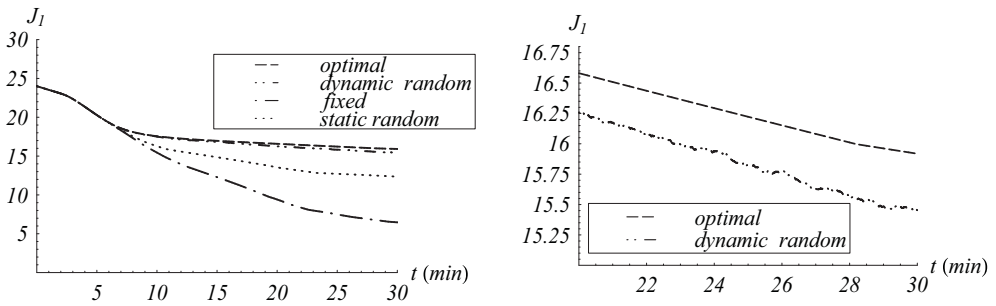 J1
30
25
20
15
10
5
optimal
dynamic random
fixed
static random
5 10 15 20 25 30
t (min)
J1
16.75
16.5
16.25
16
15.75
15.5
15.25
optimal
dynamic random
22 24 26 28 30
t (min)